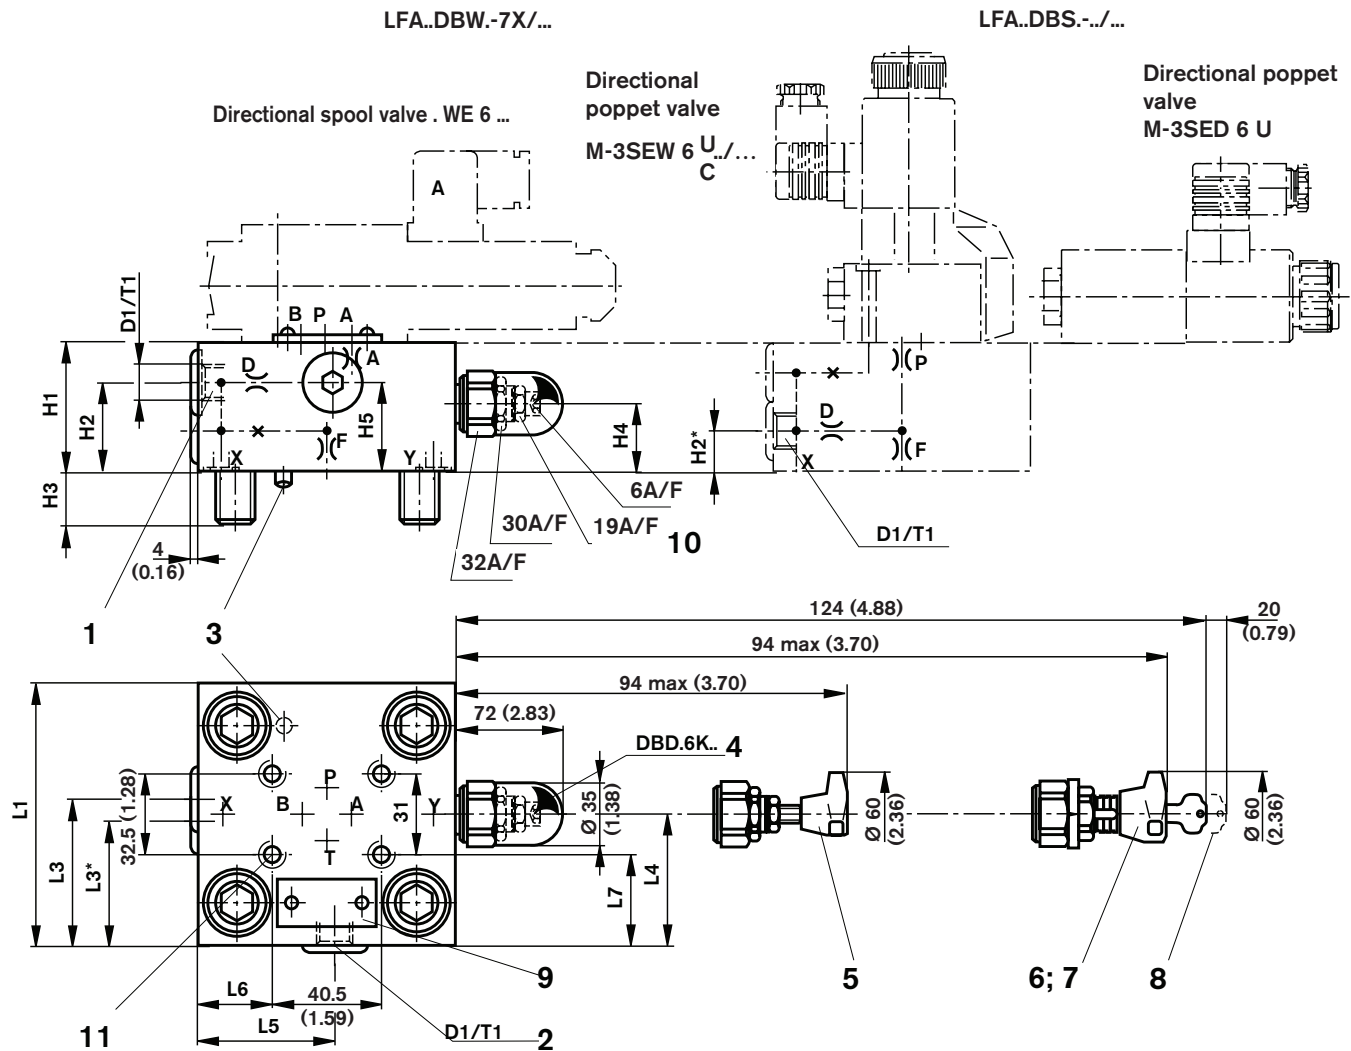 LFA..DBW.-7X/...
LFA..DBS.-../...
Directional spool valve . WE 6 ...
Directional
poppet valve
M-3SEW 6 U../...
C
Directional poppet
valve
M-3SED 6 U
A
D1/T1
B P A
A
D
H1
H2
H5
F
X
Y
H3
H4
4
(0.16)
6A/F
30A/F
19A/F
10
32A/F
1
3
P
D
F
X
H2*
D1/T1
124 (4.88)
20
(0.79)
94 max (3.70)
94 max (3.70)
72 (2.83)
DBD.6K.. 4
L1
L3
L3*
32.5 (1.28)
X
B
P
A
T
31
Y
Ø 35
(1.38)
L7
L4
Ø 60
(2.36)
Ø 60
(2.36)
5
6; 7
8
9
L6
40.5
(1.59)
L5
11
D1/T1 2